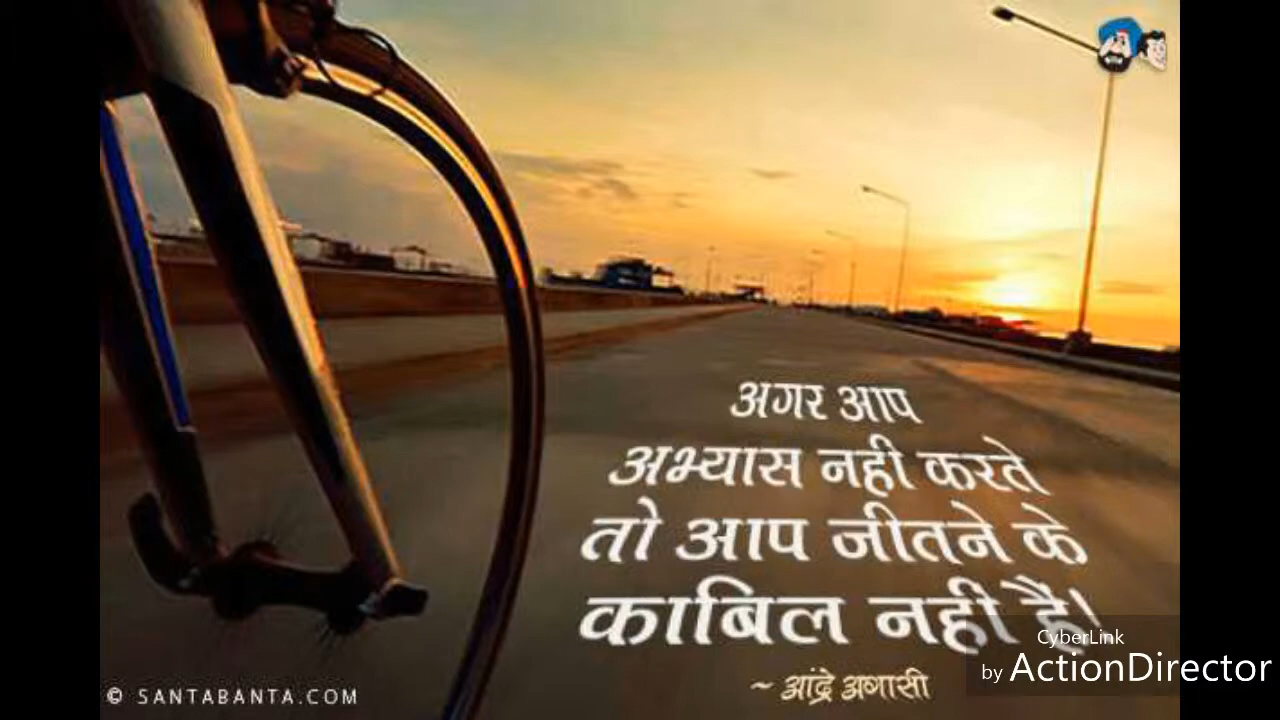 अगर आप
अभ्यास नही करते
तो आप जीतने के
काबिल नही है।
~ आंद्रे अगासी
© SANTABANTA.COM
CyberLink
by ActionDirector